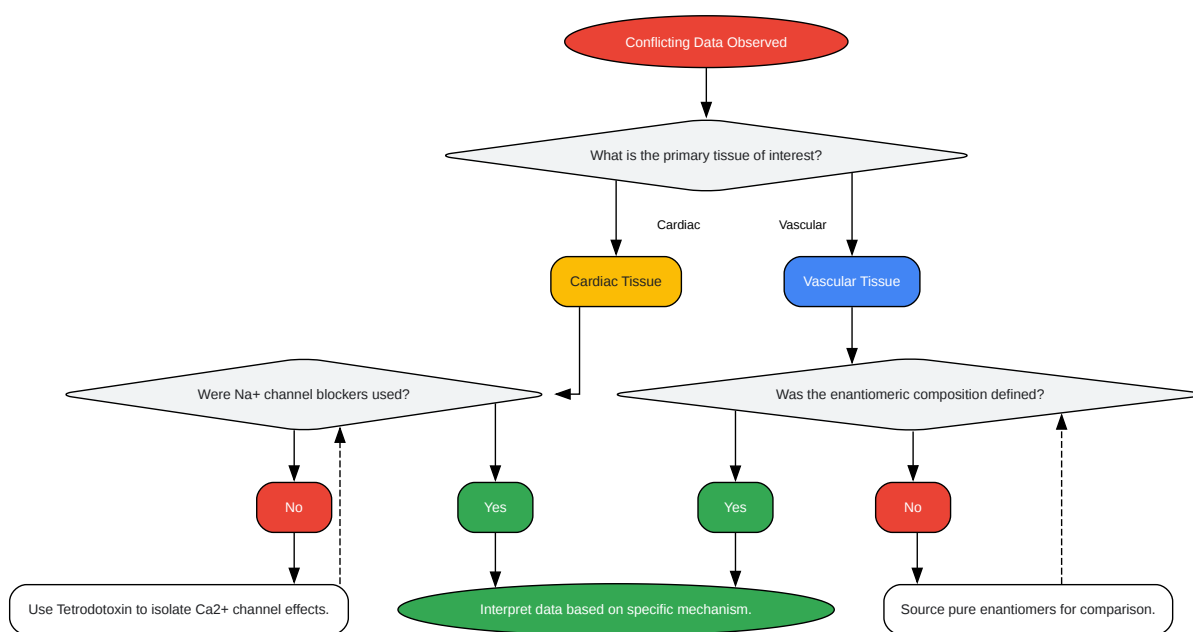 Conflicting Data Observed
What is the primary tissue of interest?
Cardiac
Vascular
Cardiac Tissue
Vascular Tissue
Were Na+ channel blockers used?
Was the enantiomeric composition defined?
No
Yes
Yes
No
Use Tetrodotoxin to isolate Ca2+ channel effects.
Interpret data based on specific mechanism.
Source pure enantiomers for comparison.